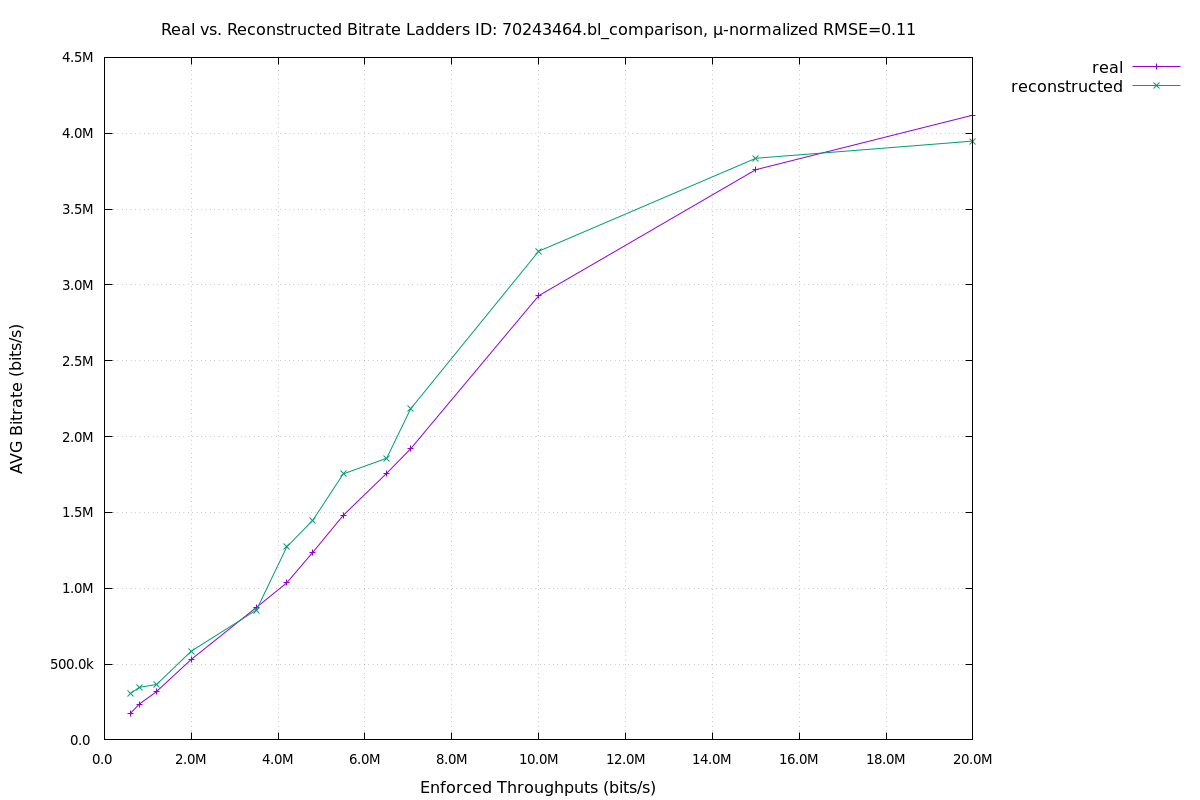 Real vs. Reconstructed Bitrate Ladders ID: 70243464.bl_comparison, μ-normalized RMSE=0.11
real
reconstructed
4.5M
4.0M
3.5M
3.0M
2.5M
2.0M
1.5M
1.0M
500.0k
0.0
AVG Bitrate (bits/s)
0.0 2.0M 4.0M 6.0M 8.0M 10.0M 12.0M 14.0M 16.0M 18.0M 20.0M
Enforced Throughputs (bits/s)